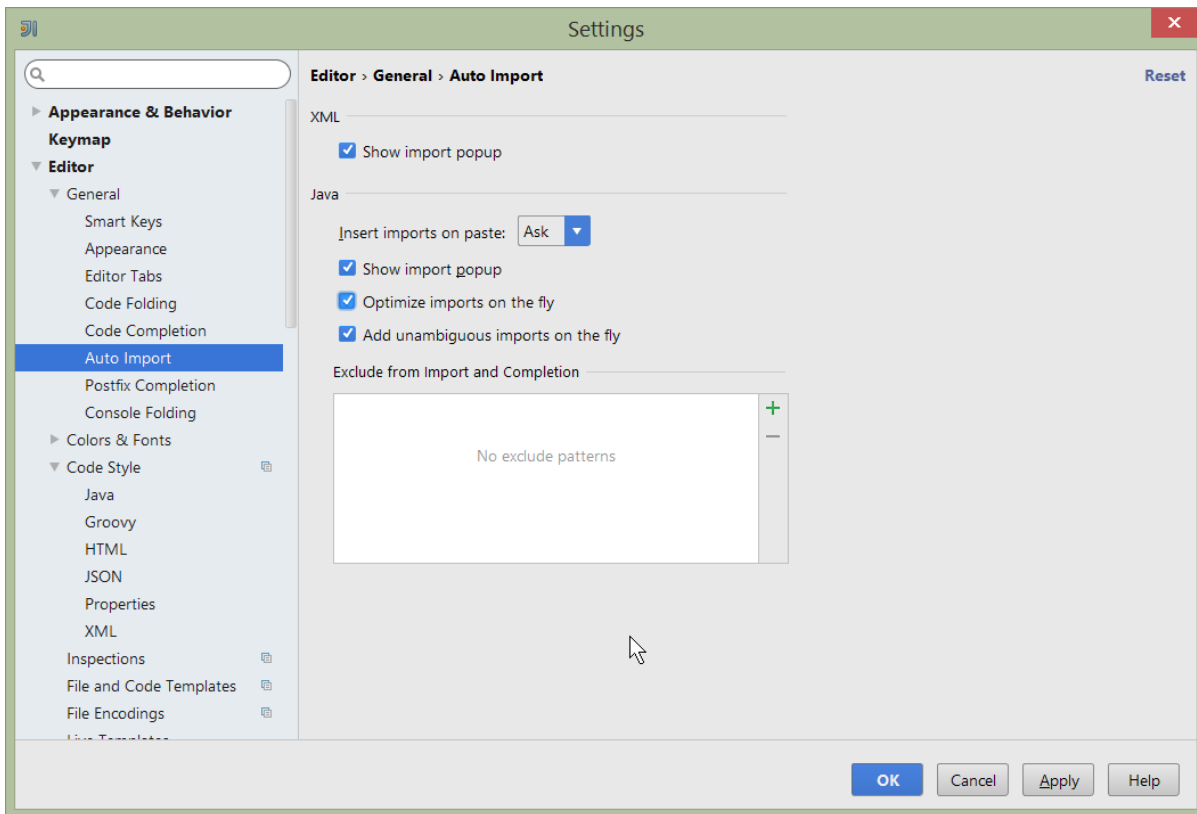 Settings
Editor › General › Auto Import
Reset
Appearance & Behavior
Keymap
Editor
General
Smart Keys
Appearance
Editor Tabs
Code Folding
Code Completion
Auto Import
Postfix Completion
Console Folding
Colors & Fonts
Code Style
Java
Groovy
HTML
JSON
Properties
XML
Inspections
File and Code Templates
File Encodings
Live Templates
XML
Show import popup
Java
Insert imports on paste: Ask
Show import popup
Optimize imports on the fly
Add unambiguous imports on the fly
Exclude from Import and Completion
No exclude patterns
OK Cancel Apply Help